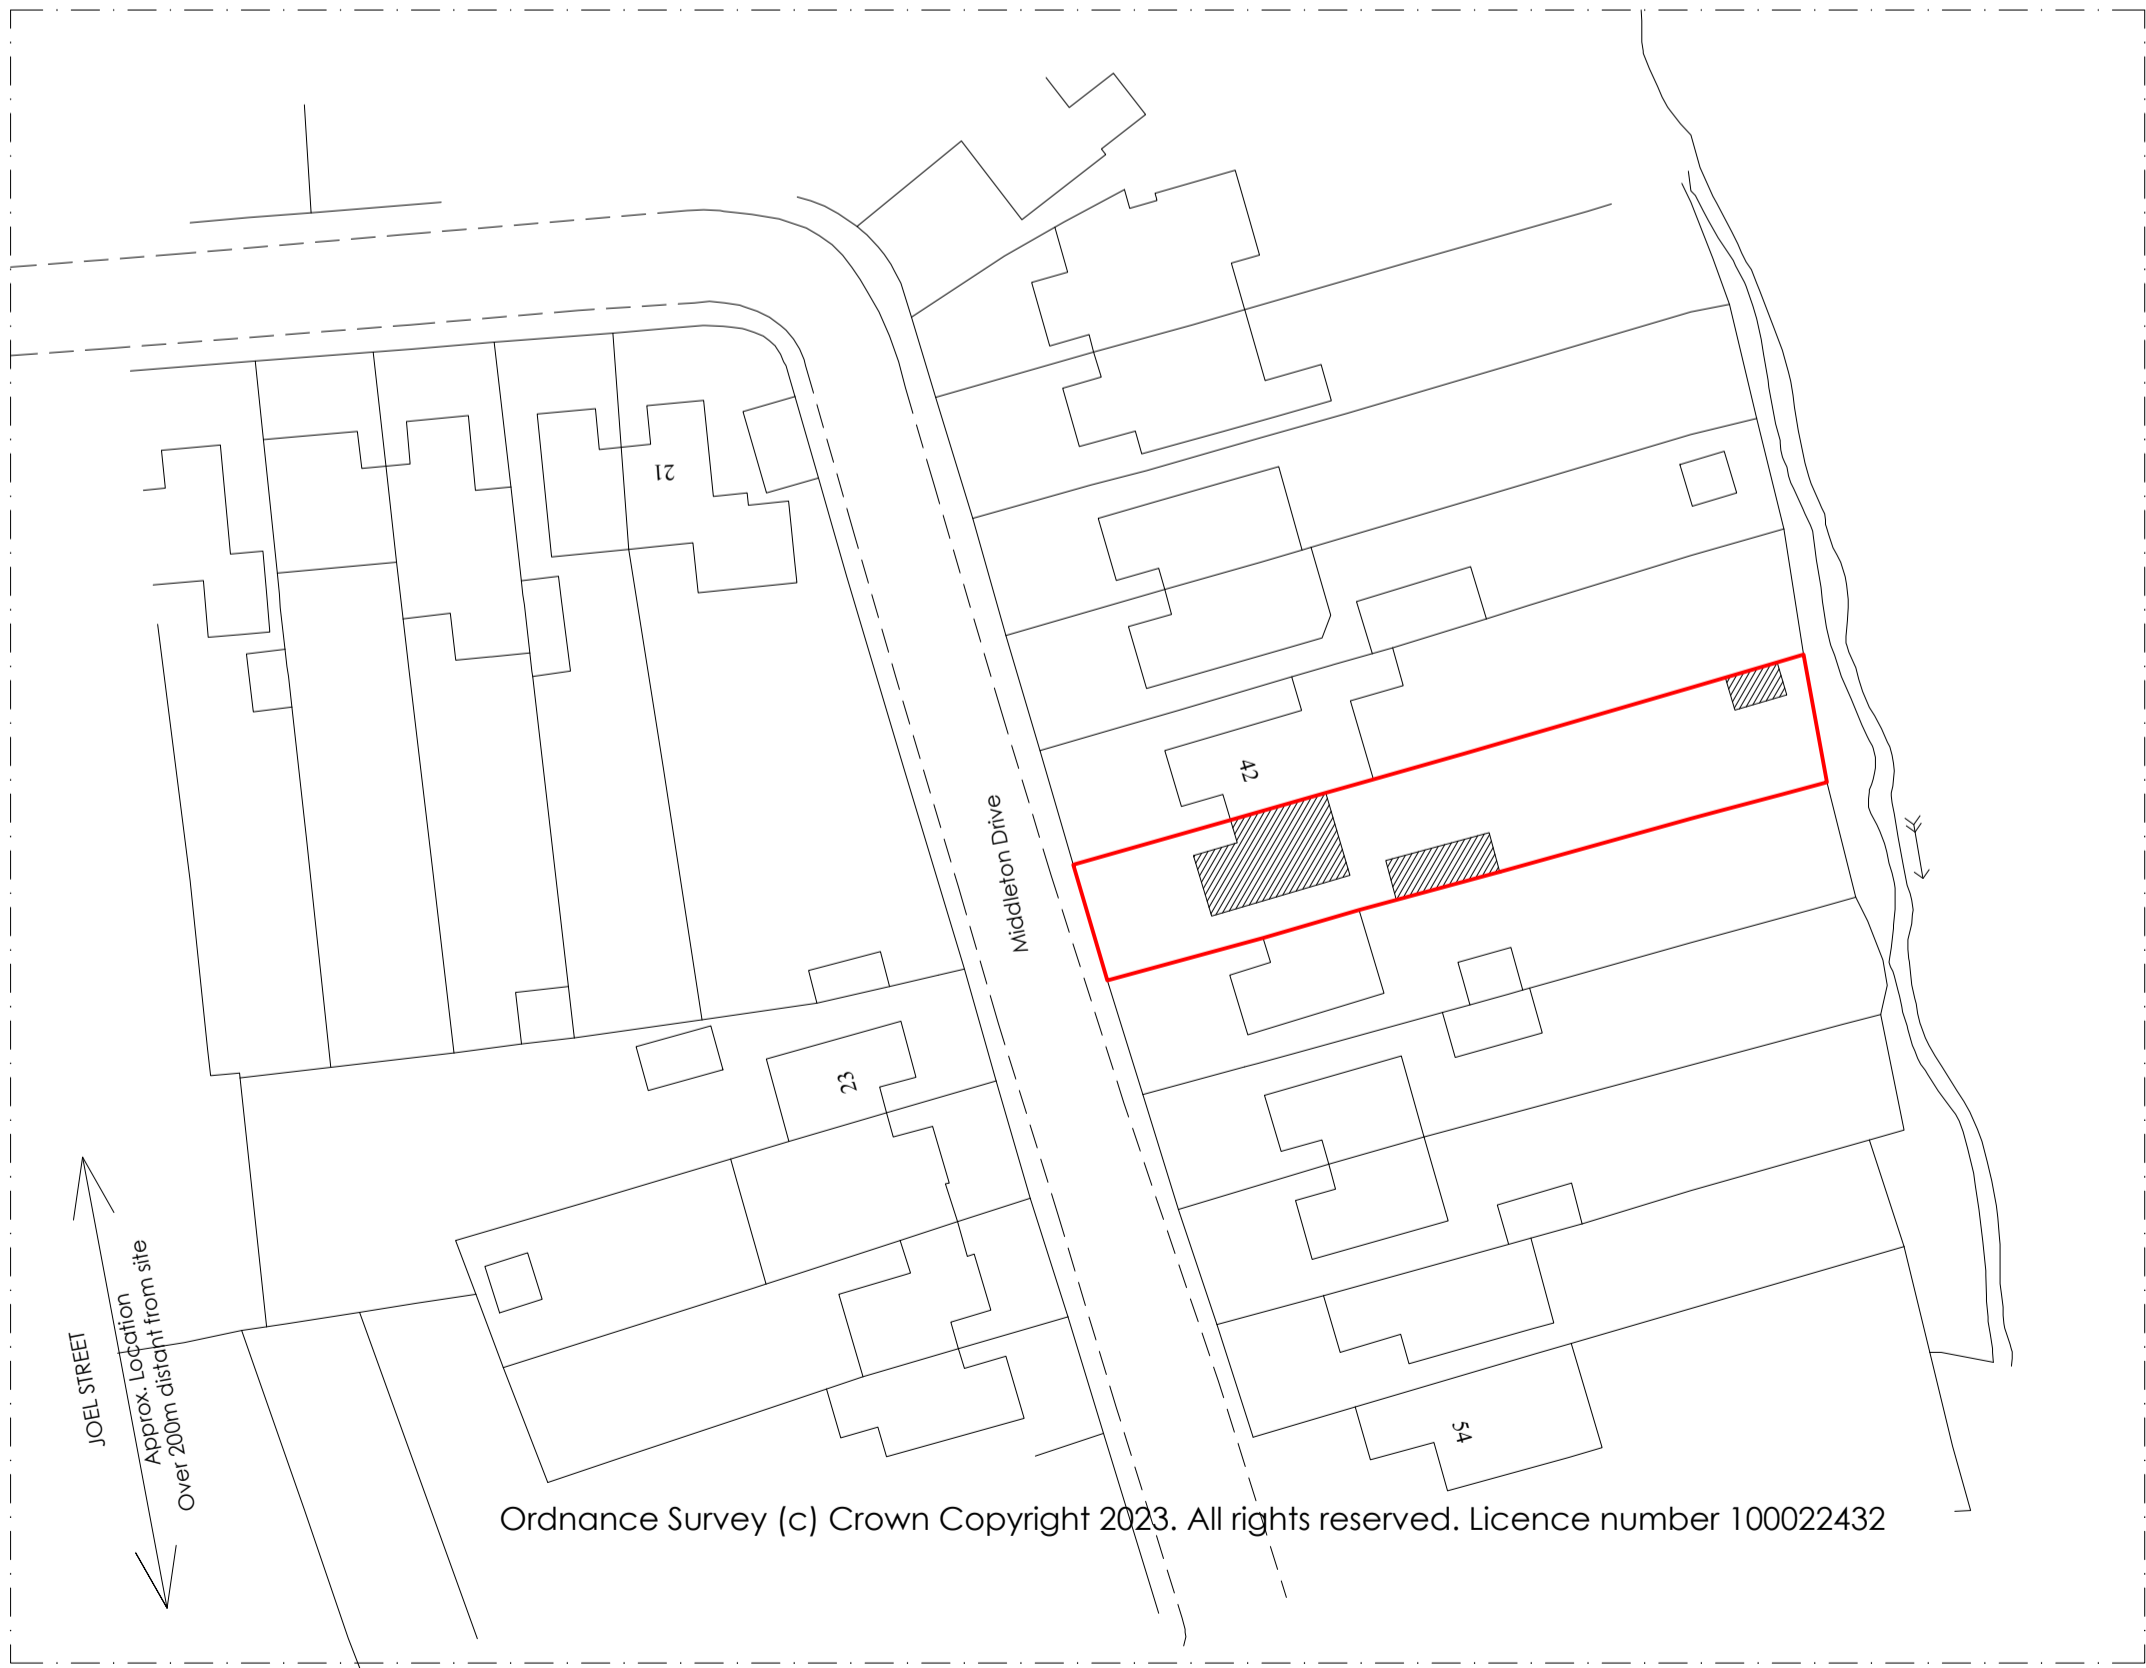 21
42
Middleton Drive
23
JOEL STREET
Approx. Location
Over 200m distant from site
54
Ordnance Survey (c) Crown Copyright 2023. All rights reserved. Licence number 100022432